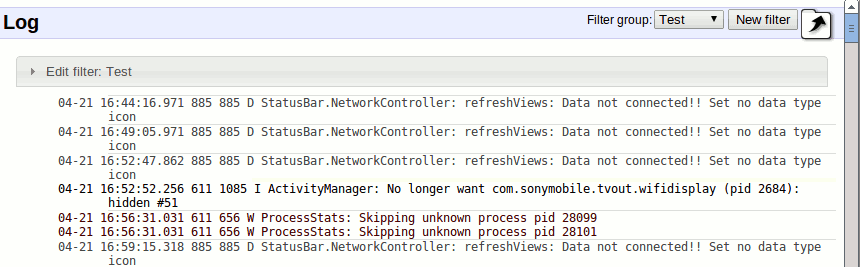 Log
Filter group: Test New filter
Edit filter: Test
04-21 16:44:16.971 885 885 D StatusBar.NetworkController: refreshViews: Data not connected!! Set no data type
icon
04-21 16:49:05.971 885 885 D StatusBar.NetworkController: refreshViews: Data not connected!! Set no data type
icon
04-21 16:52:47.862 885 885 D StatusBar.NetworkController: refreshViews: Data not connected!! Set no data type
icon
04-21 16:52:52.256 611 1085 I ActivityManager: No longer want com.sonymobile.tvout.wifidisplay (pid 2684):
hidden #51
04-21 16:56:31.031 611 656 W ProcessStats: Skipping unknown process pid 28099
04-21 16:56:31.031 611 656 W ProcessStats: Skipping unknown process pid 28101
04-21 16:59:15.318 885 885 D StatusBar.NetworkController: refreshViews: Data not connected!! Set no data type
icon